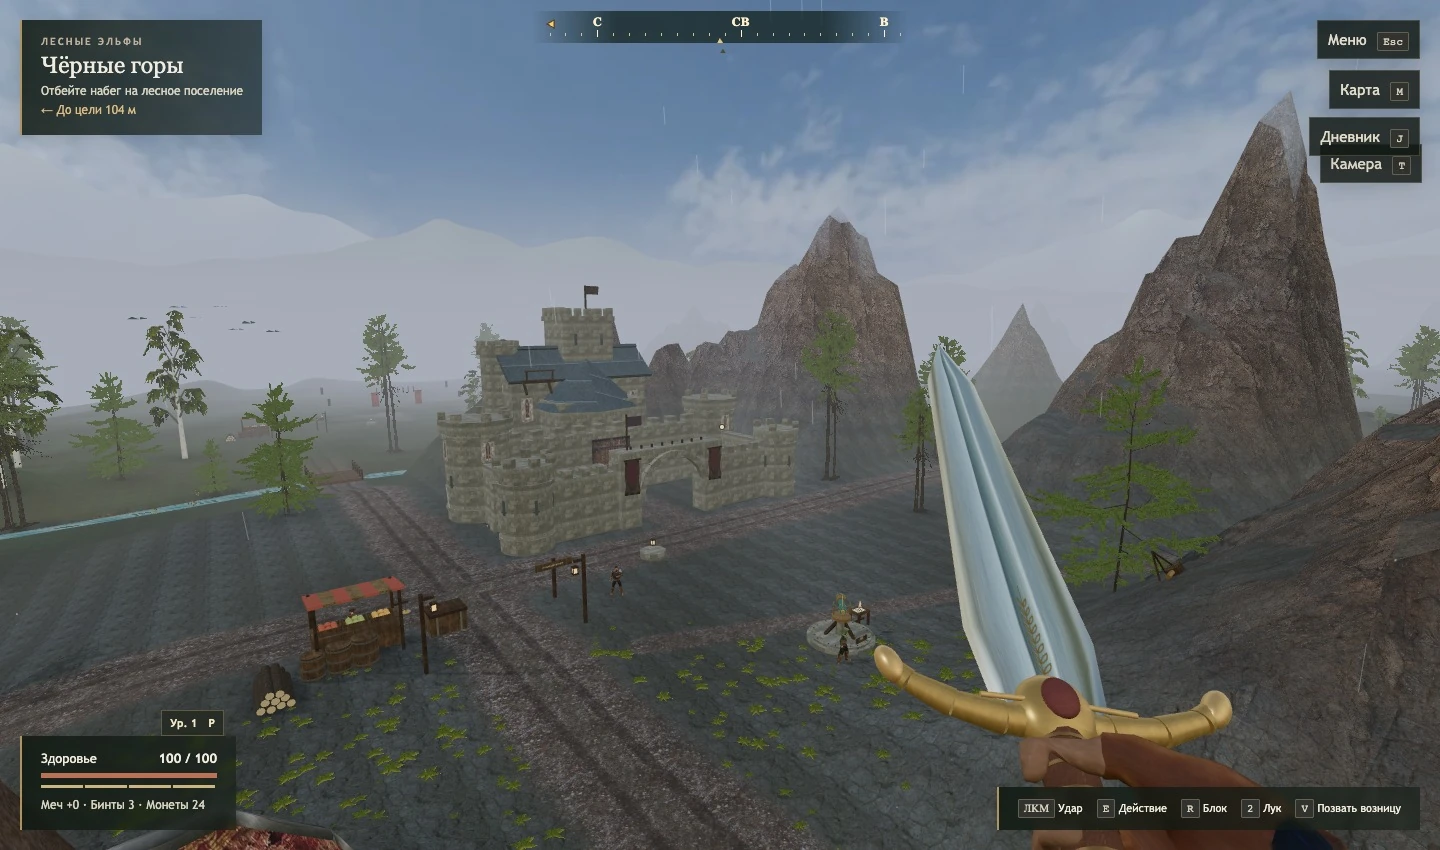 ЛЕСНЫЕ ЭЛЬФЫ
Чёрные горы
Отбейте набег на лесное поселение
← До цели 104 м
С СВ В
Меню Esc
Карта M
Дневник J
Камера T
Ур. 1 P
Здоровье 100 / 100
Меч +0 · Бинты 3 · Монеты 24
ЛКМ Удар E Действие R Блок 2 Лук V Позвать возницу